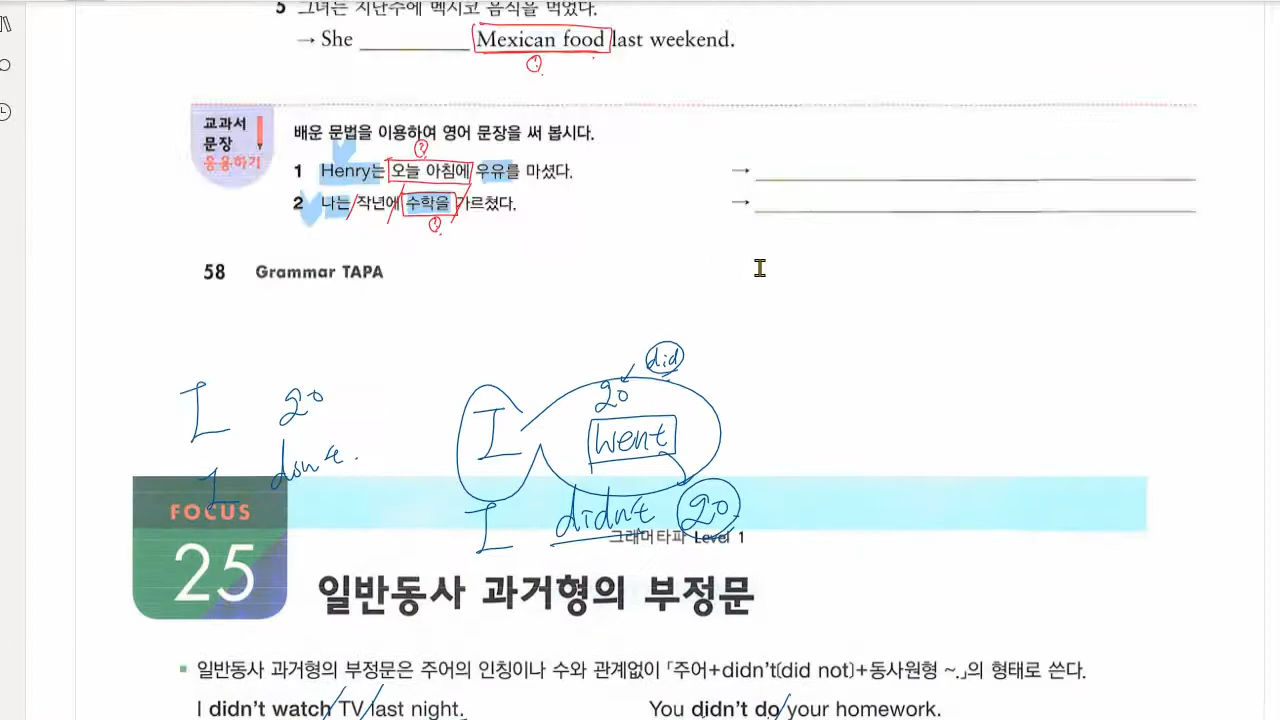 5 그녀는 지난주에 멕시코 음식을 먹었다.
→ She __________ Mexican food last weekend.
?
교과서
문장
응용하기
배운 문법을 이용하여 영어 문장을 써 봅시다.
?
1 Henry는 오늘 아침에 우유를 마셨다. →
2 나는 작년에 수학을 가르쳤다. →
?
58 Grammar TAPA
did
I go go
I went
I don't
I didn't go
FOCUS
그래머타파 Level 1
25
일반동사 과거형의 부정문
일반동사 과거형의 부정문은 주어의 인칭이나 수와 관계없이 「주어+didn't(did not)+동사원형 ~.」의 형태로 쓴다.
I didn't watch TV last night. You didn't do your homework.